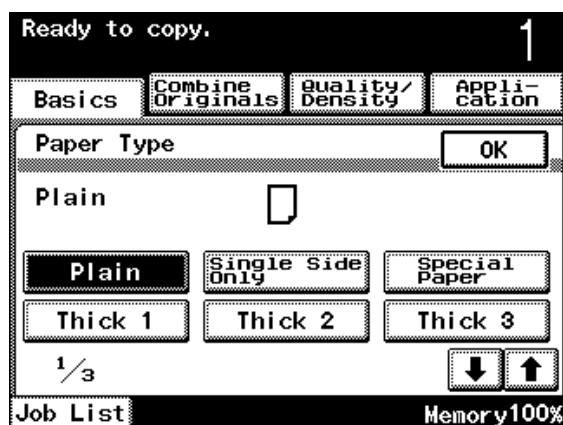 Ready to copy.
1
Basics
Combine
Originals
Quality/
Density
Appli-
cation
Paper Type
OK
Plain
Plain
Single Side
Only
Special
Paper
Thick 1
Thick 2
Thick 3
1/3
Job List
Memory100%